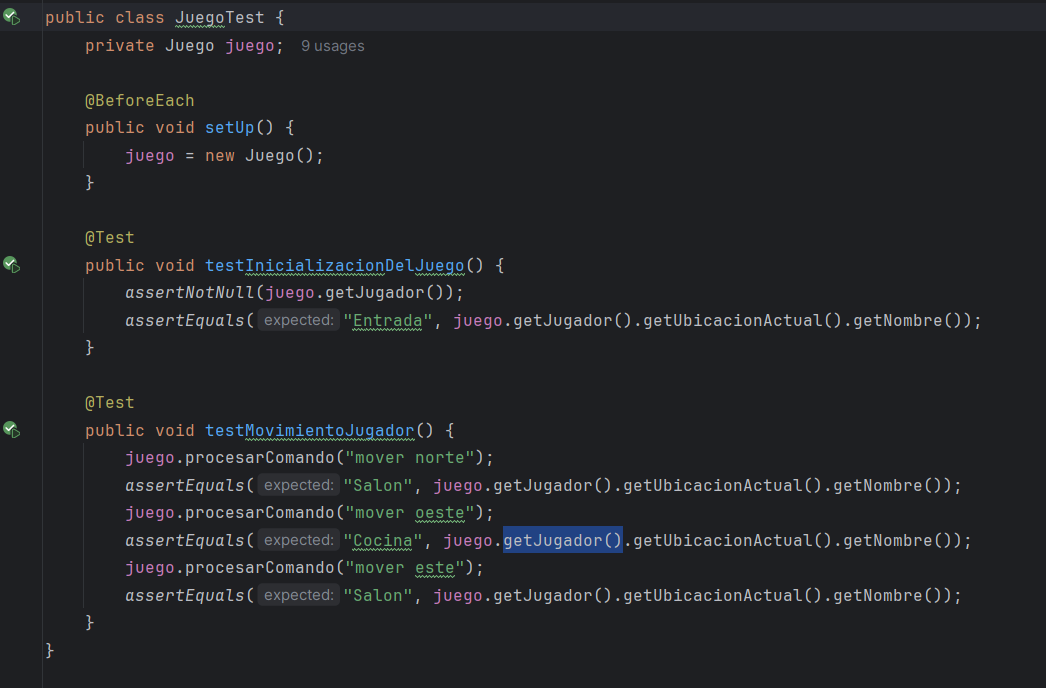 public class JuegoTest {
    private Juego juego;  9 usages

    @BeforeEach
    public void setUp() {
        juego = new Juego();
    }

    @Test
    public void testInicializacionDelJuego() {
        assertNotNull(juego.getJugador());
        assertEquals( expected: "Entrada", juego.getJugador().getUbicacionActual().getNombre());
    }

    @Test
    public void testMovimientoJugador() {
        juego.procesarComando("mover norte");
        assertEquals( expected: "Salon", juego.getJugador().getUbicacionActual().getNombre());
        juego.procesarComando("mover oeste");
        assertEquals( expected: "Cocina", juego.getJugador().getUbicacionActual().getNombre());
        juego.procesarComando("mover este");
        assertEquals( expected: "Salon", juego.getJugador().getUbicacionActual().getNombre());
    }
}